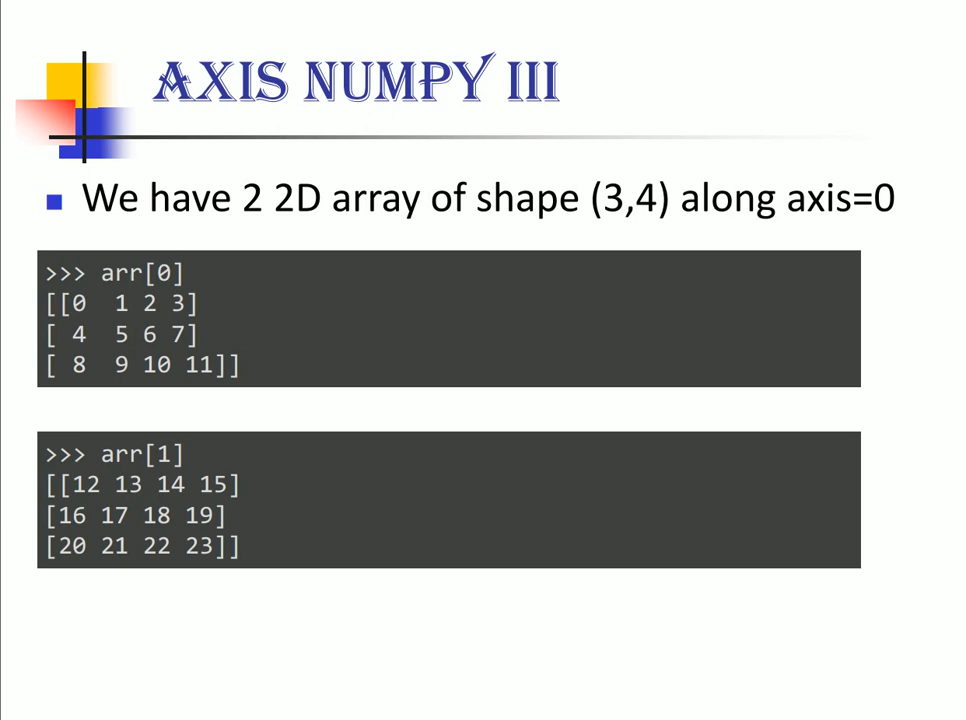 AXIS NUMPY III
We have 2 2D array of shape (3,4) along axis=0
>>> arr[0]
[[0  1 2 3]
[ 4  5 6 7]
[ 8  9 10 11]]
>>> arr[1]
[[12 13 14 15]
[16 17 18 19]
[20 21 22 23]]